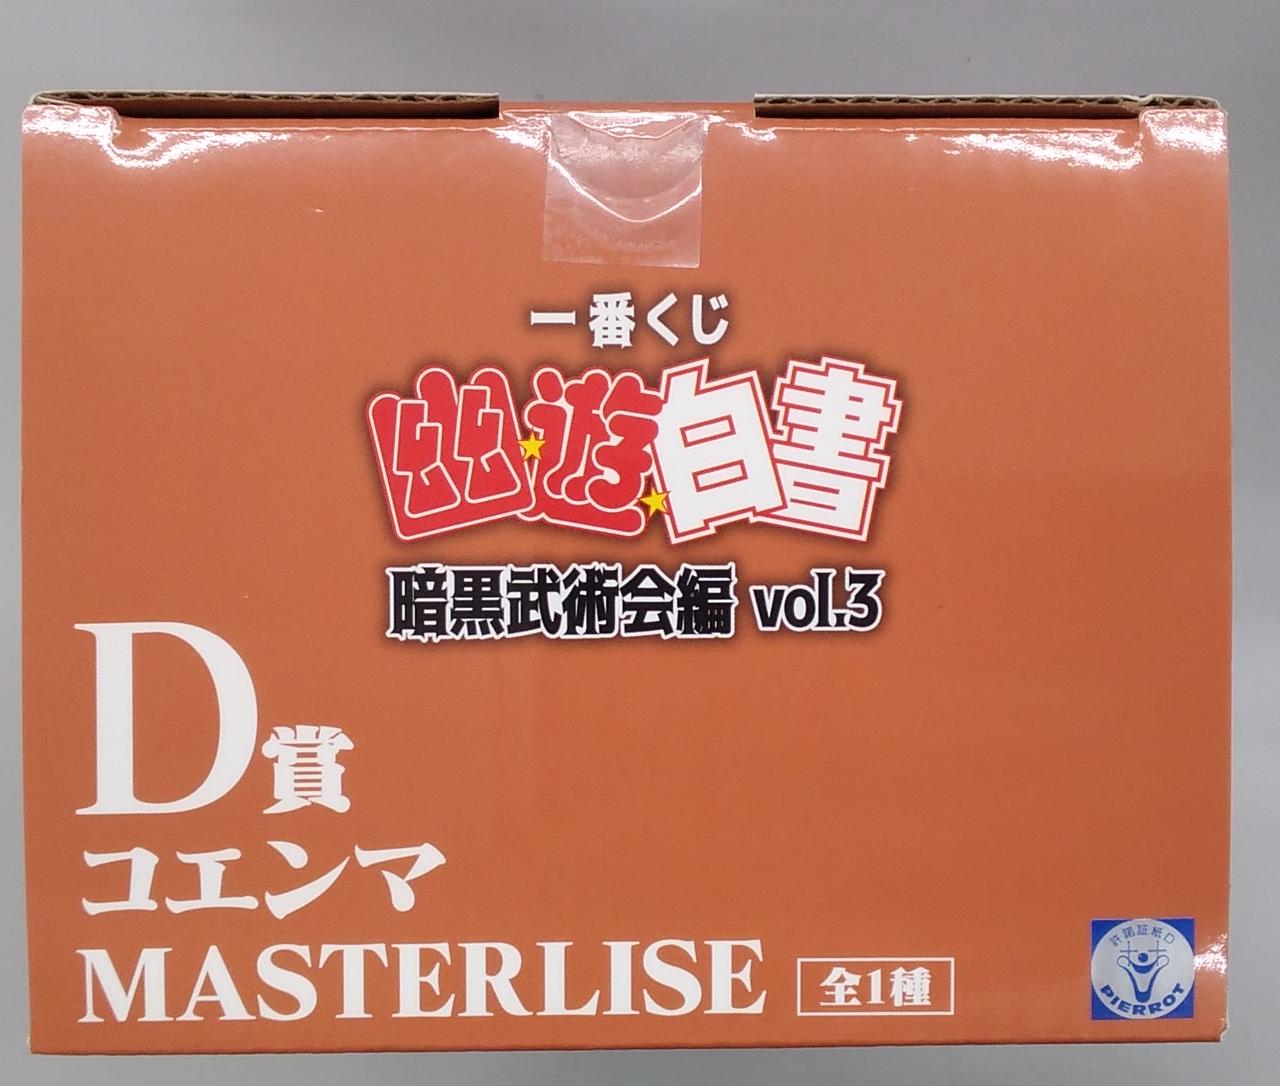 一番くじ
幽☆遊☆白書
暗黒武術会編 vol.3
D賞
コエンマ
MASTERLISE 全1種
許諾証紙D
PIERROT